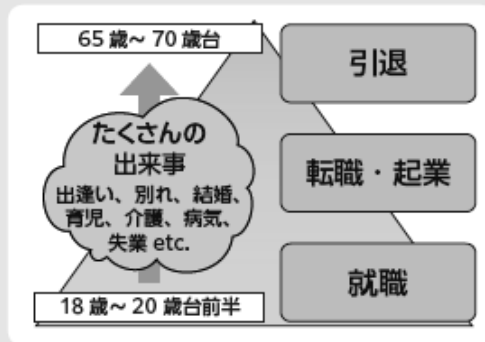 65歳～70歳台
引退
たくさんの
出来事
出逢い、別れ、結婚、
育児、介護、病気、
失業 etc.
転職・起業
18歳～20歳台前半
就職